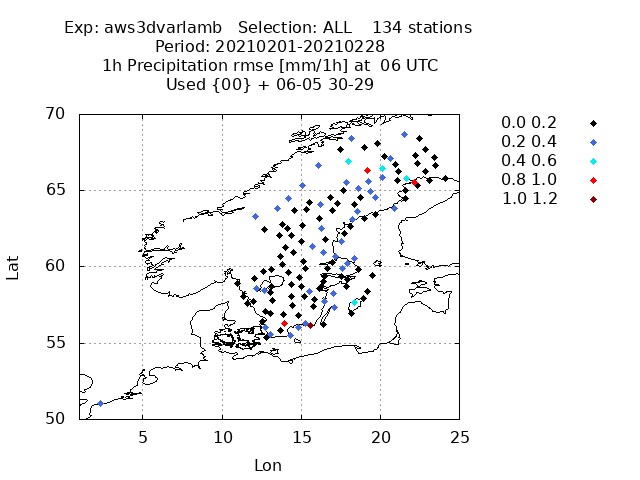 Exp: aws3dvarlamb   Selection: ALL    134 stations
Period: 20210201-20210228
1h Precipitation rmse [mm/1h] at  06 UTC
Used {00} + 06-05 30-29
0.0 0.2
0.2 0.4
0.4 0.6
0.8 1.0
1.0 1.2
70
65
60
55
50
Lat
5 10 15 20 25
Lon